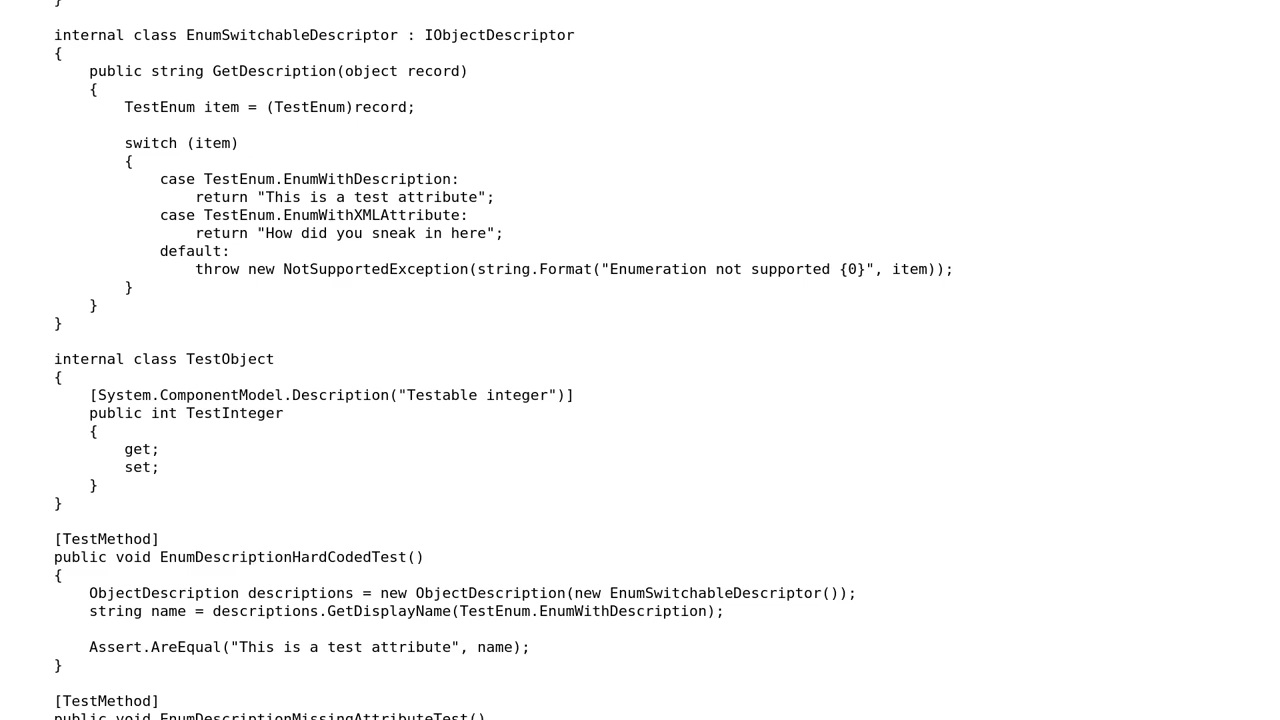 }
internal class EnumSwitchableDescriptor : IObjectDescriptor
{
    public string GetDescription(object record)
    {
        TestEnum item = (TestEnum)record;

        switch (item)
        {
            case TestEnum.EnumWithDescription:
                return "This is a test attribute";
            case TestEnum.EnumWithXMLAttribute:
                return "How did you sneak in here";
            default:
                throw new NotSupportedException(string.Format("Enumeration not supported {0}", item));
        }
    }
}

internal class TestObject
{
    [System.ComponentModel.Description("Testable integer")]
    public int TestInteger
    {
        get;
        set;
    }
}

[TestMethod]
public void EnumDescriptionHardCodedTest()
{
    ObjectDescription descriptions = new ObjectDescription(new EnumSwitchableDescriptor());
    string name = descriptions.GetDisplayName(TestEnum.EnumWithDescription);

    Assert.AreEqual("This is a test attribute", name);
}

[TestMethod]
public void EnumDescriptionMissingAttributeTest()